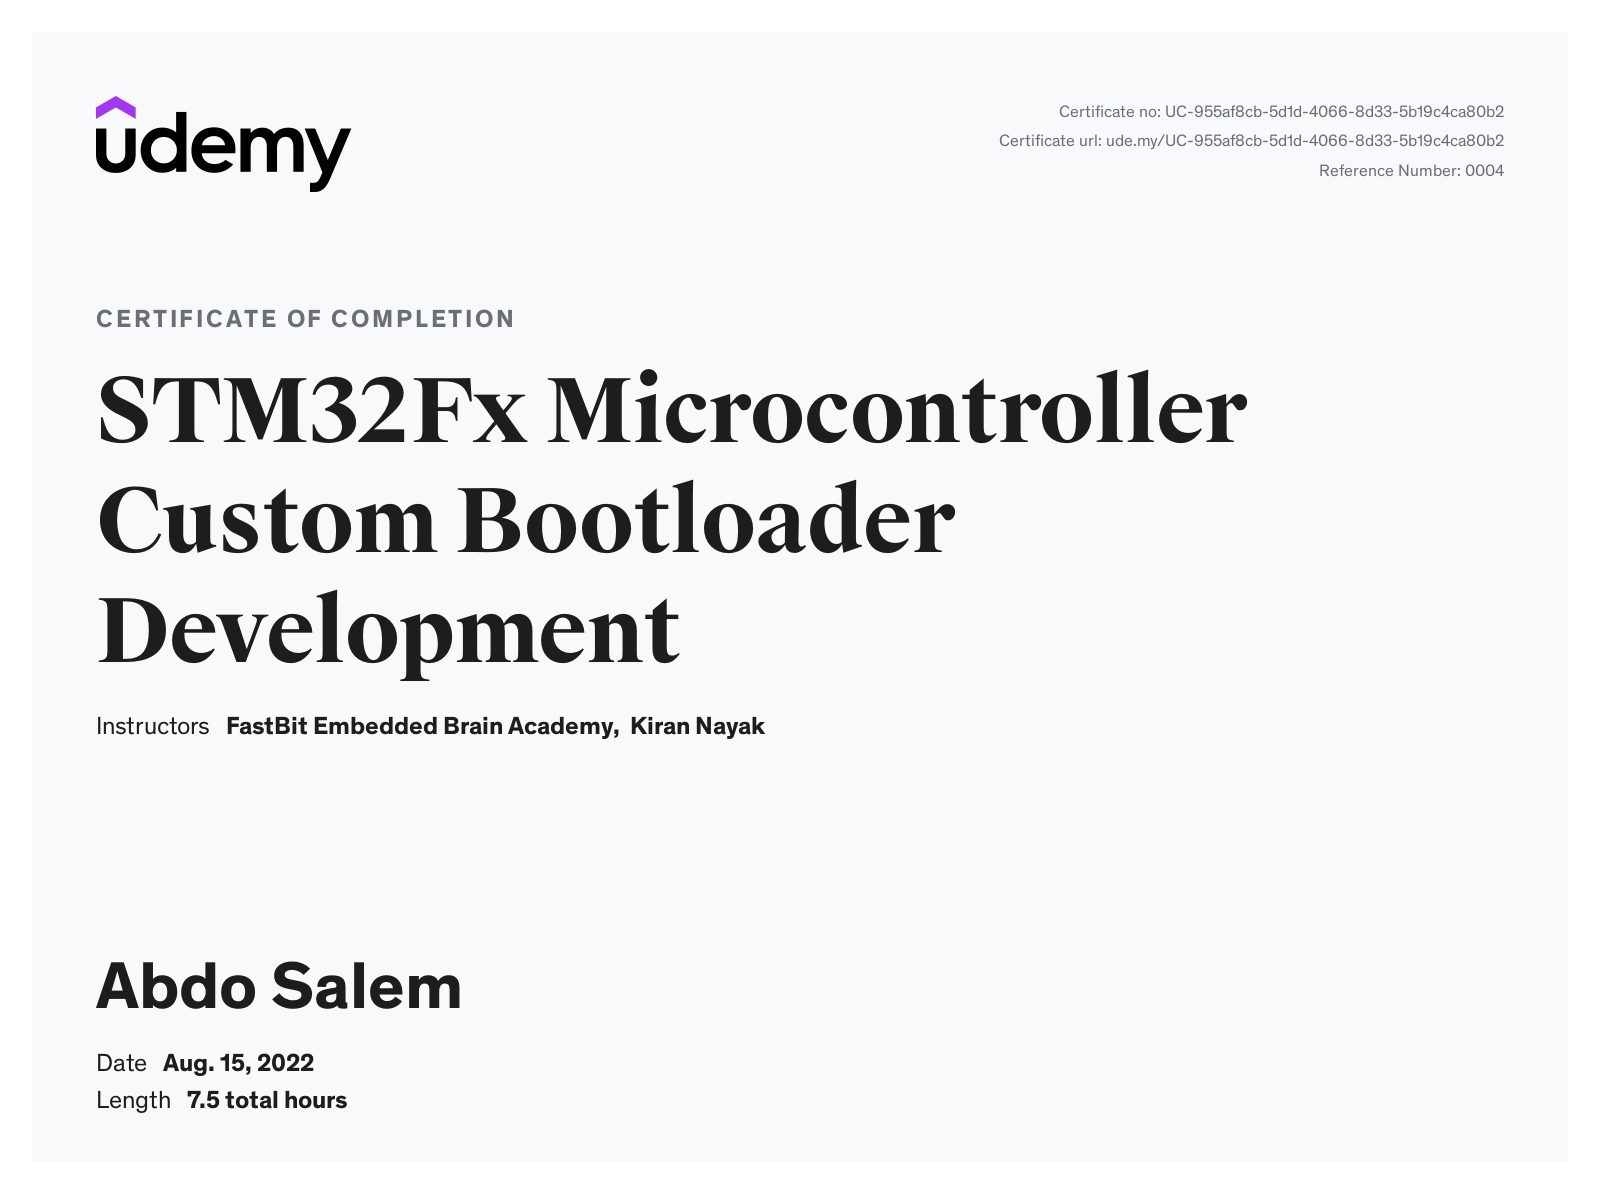 udemy
Certificate no: UC-955af8cb-5d1d-4066-8d33-5b19c4ca80b2
Certificate url: ude.my/UC-955af8cb-5d1d-4066-8d33-5b19c4ca80b2
Reference Number: 0004
CERTIFICATE OF COMPLETION
STM32Fx Microcontroller
Custom Bootloader
Development
Instructors FastBit Embedded Brain Academy, Kiran Nayak
Abdo Salem
Date Aug. 15, 2022
Length 7.5 total hours